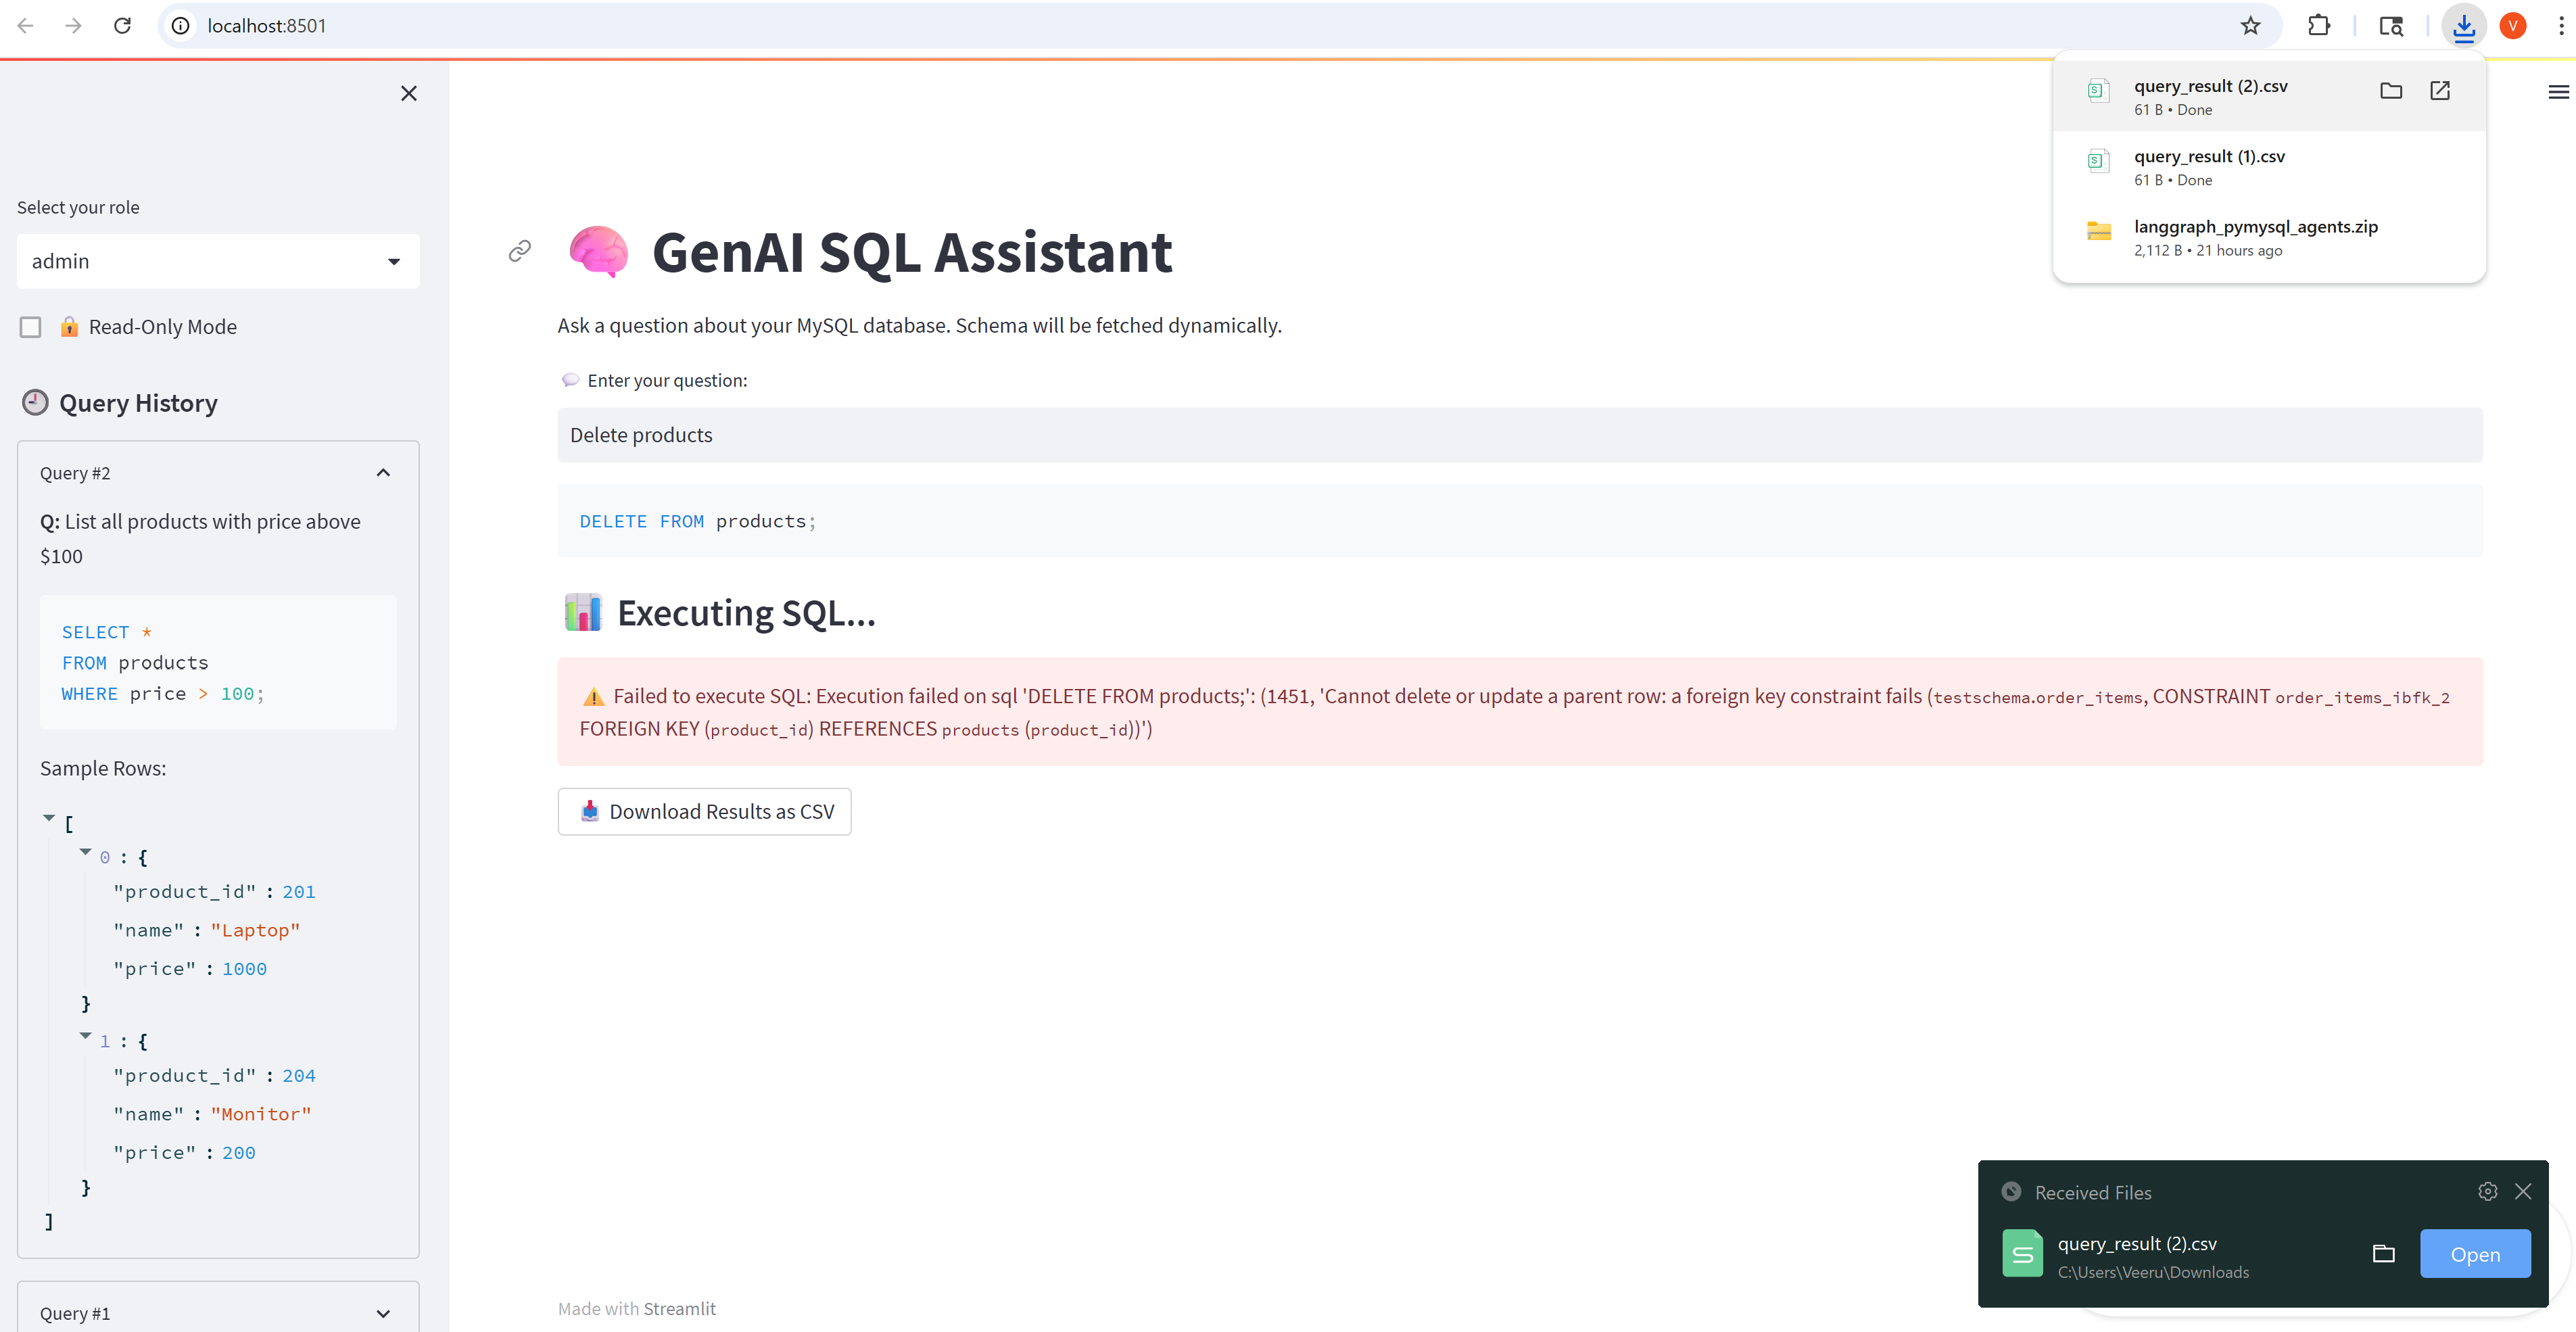 localhost:8501
V
query_result (2).csv
61 B • Done
query_result (1).csv
61 B • Done
langgraph_pymysql_agents.zip
2,112 B • 21 hours ago
Select your role
admin
Read-Only Mode
Query History
Query #2
Q: List all products with price above
$100
SELECT *
FROM products
WHERE price > 100;
Sample Rows:
[
0 : {
"product_id" : 201
"name" : "Laptop"
"price" : 1000
}
1 : {
"product_id" : 204
"name" : "Monitor"
"price" : 200
}
]
Query #1
GenAI SQL Assistant
Ask a question about your MySQL database. Schema will be fetched dynamically.
Enter your question:
Delete products
DELETE FROM products;
Executing SQL...
Failed to execute SQL: Execution failed on sql 'DELETE FROM products;': (1451, 'Cannot delete or update a parent row: a foreign key constraint fails (testschema.order_items, CONSTRAINT order_items_ibfk_2
FOREIGN KEY (product_id) REFERENCES products (product_id))')
Download Results as CSV
Made with Streamlit
Received Files
query_result (2).csv
C:\Users\Veeru\Downloads
Open